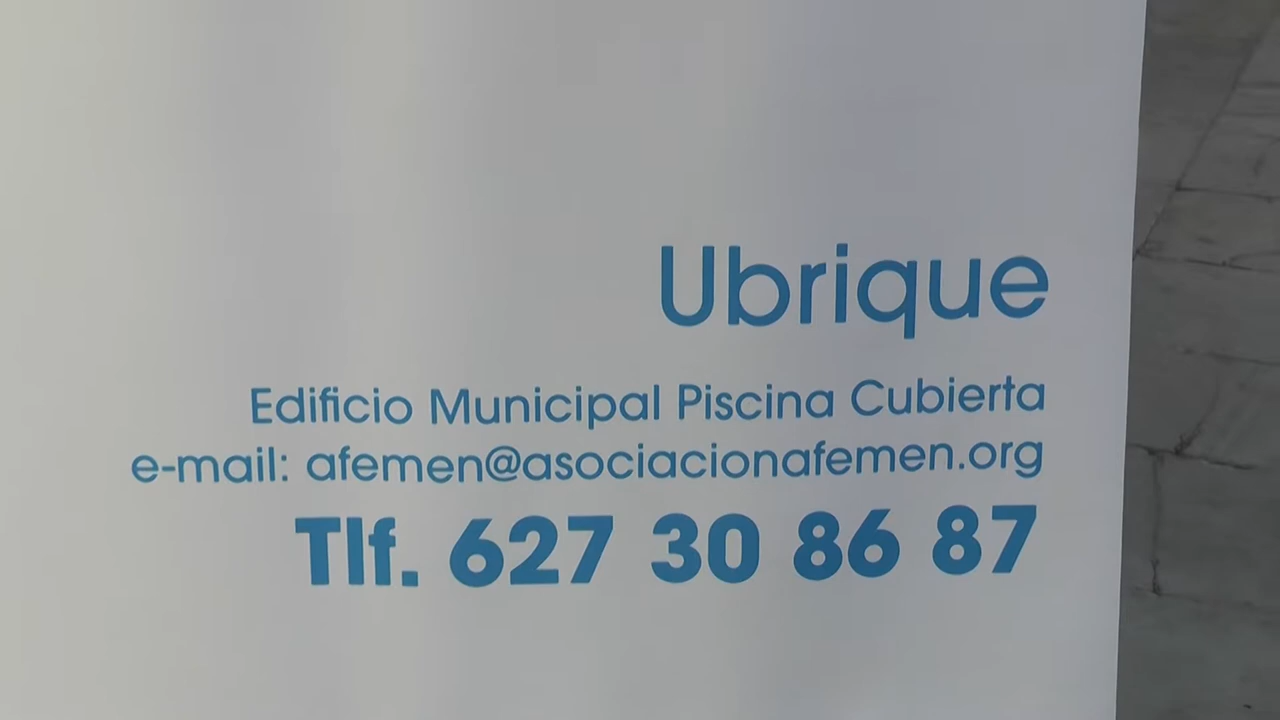 Ubrique
Edificio Municipal Piscina Cubierta
e-mail: afemen@asociacionafemen.org
Tlf. 627 30 86 87